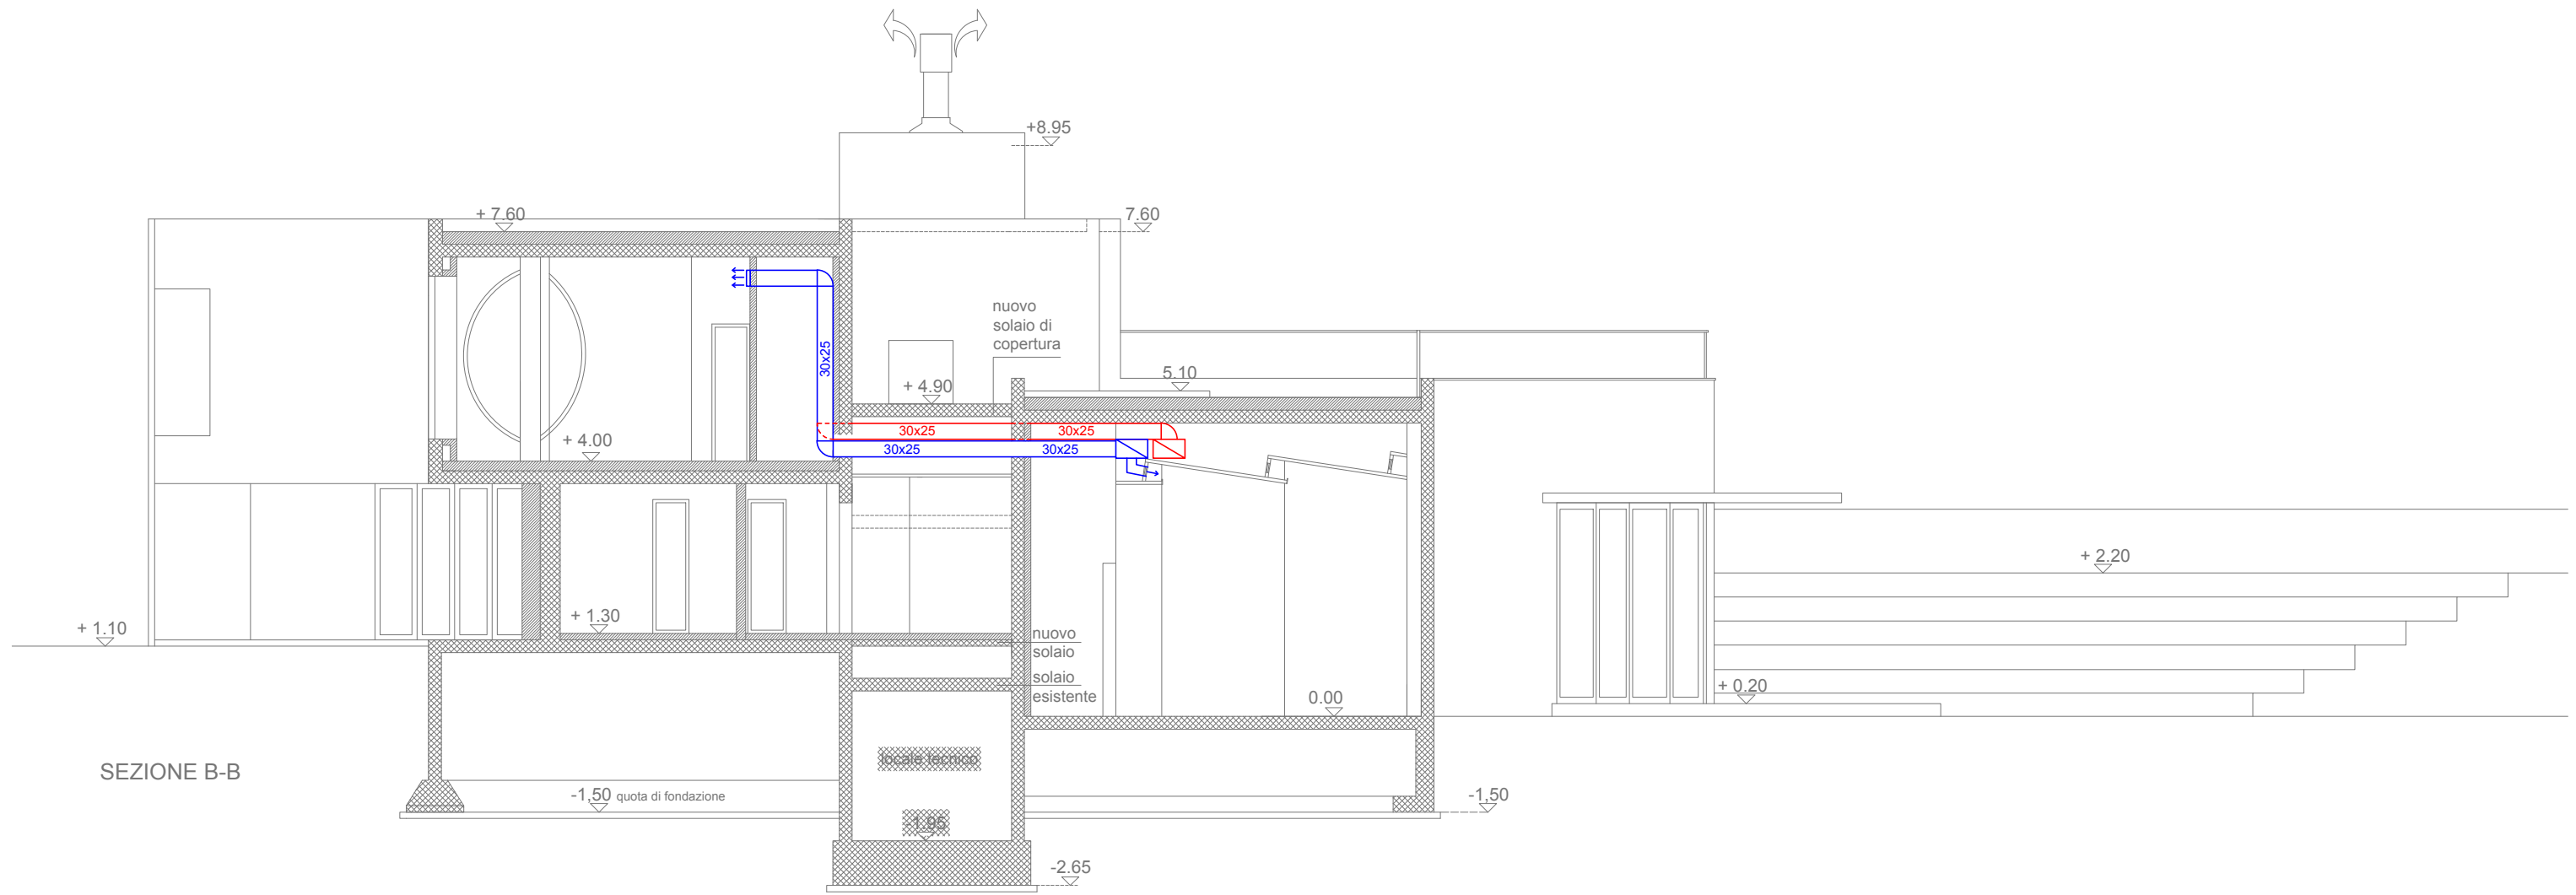 +8.95
+ 7.60
7.60
nuovo
solaio di
copertura
30x25
5.10
+ 4.90
30x25
30x25
+ 4.00
30x25
30x25
+ 2.20
+ 1.30
+ 1.10
nuovo
solaio
solaio
esistente
+ 0.20
0.00
locale tecnico
SEZIONE B-B
-1,50 quota di fondazione
-1,50
-1.95
-2.65